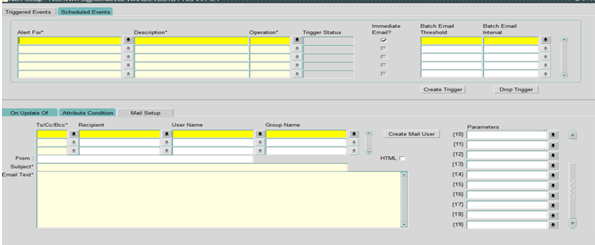 Triggered Events Scheduled Events
Alert For* Description* Operation* Trigger Status Immediate Email? Batch Email Threshold Batch Email Interval
Create Trigger Drop Trigger
On Update Of Attribute Condition Mail Setup
To/Cc/Bcc* Recipient User Name Group Name
Create Mail User
From
HTML
Subject*
Email Text*
Parameters
{10}
{11}
{12}
{13}
{14}
{15}
{16}
{17}
{18}
{19}